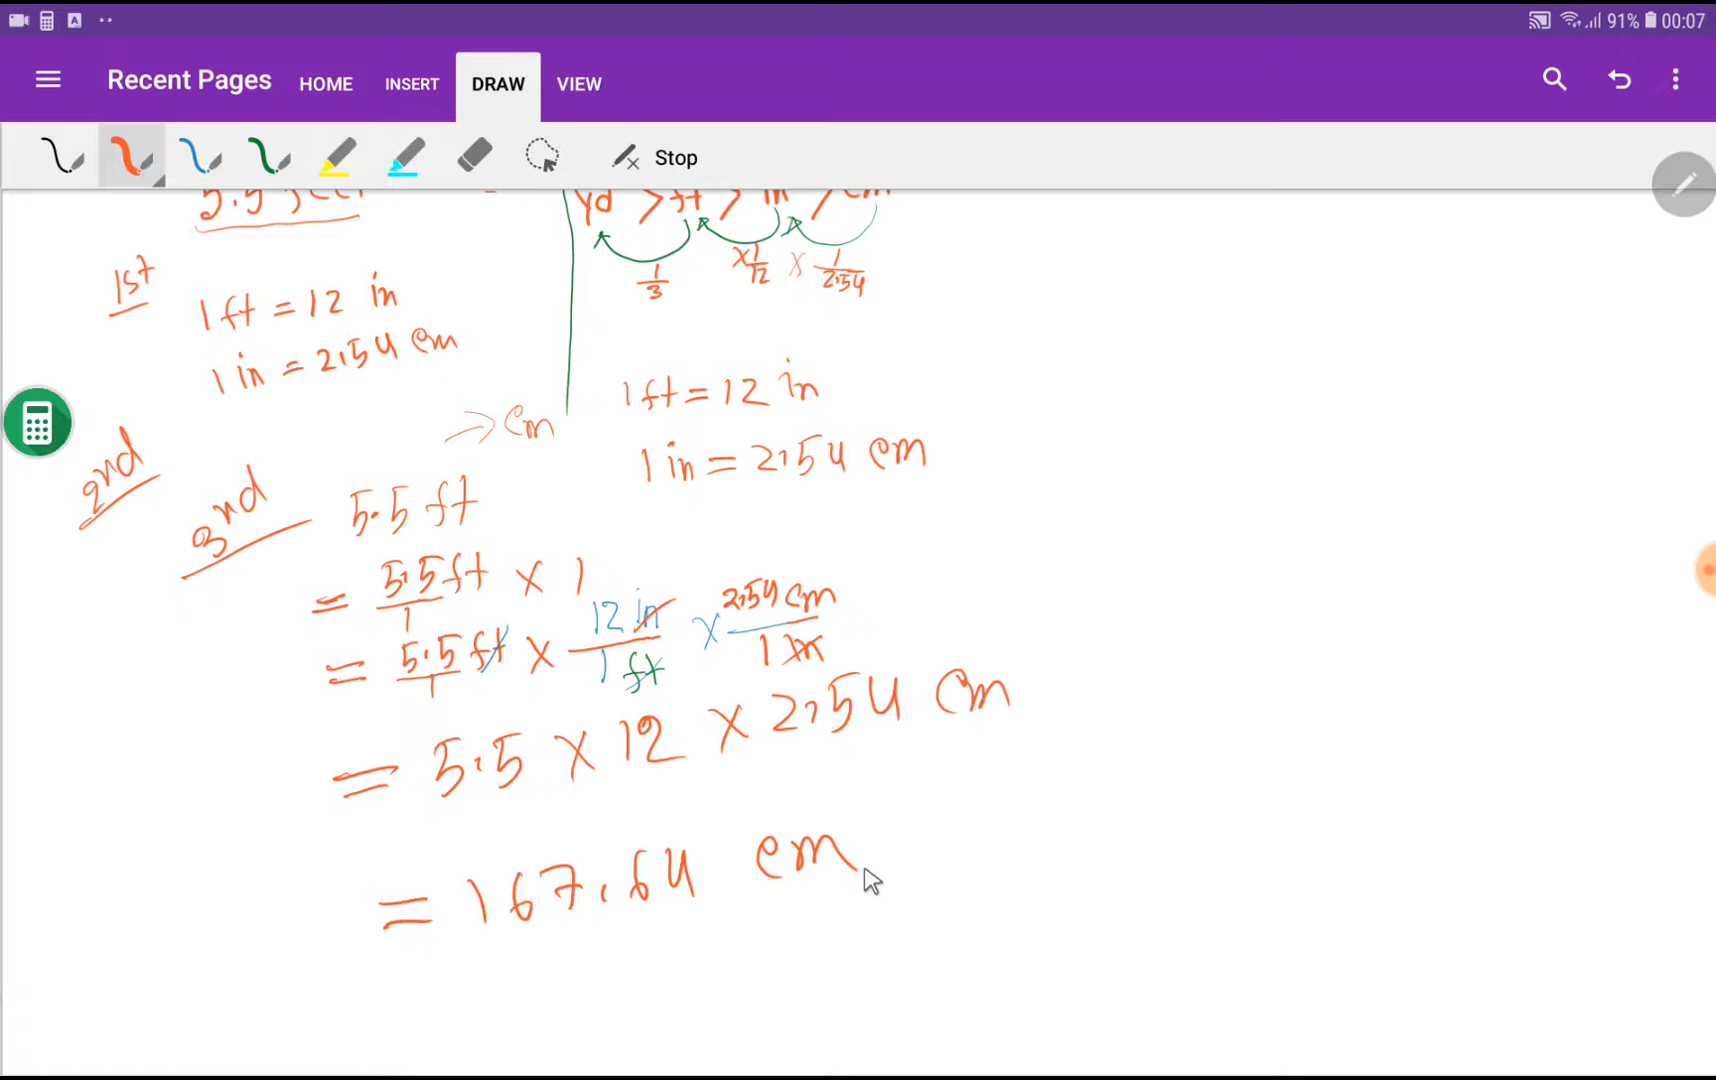 91% 00:07
Recent Pages HOME INSERT DRAW VIEW
Stop
yd > ft > in > cm
1/3 × 1/12 × 1/2.54
1st
1 ft = 12 in
1 in = 2.54 cm
1 ft = 12 in
1 in = 2.54 cm
→ cm
2nd
3nd
5.5 ft
= 5.5 ft/1 × 1
= 5.5 ft/1 × 12 in/1 ft × 2.54 cm/1 in
= 5.5 × 12 × 2.54 cm
= 167.64 cm